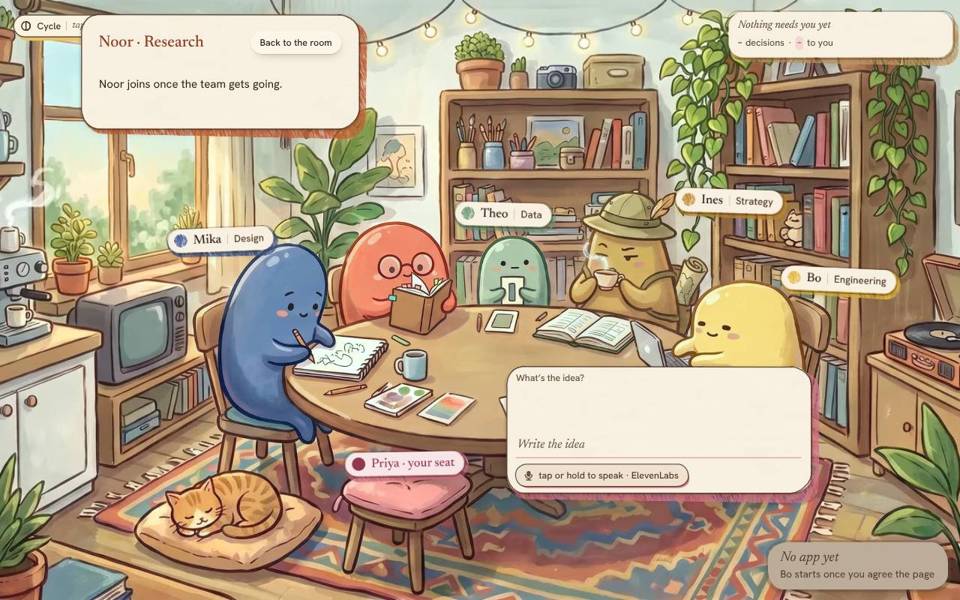 Cycle
tap
Noor · Research
Back to the room
Noor joins once the team gets going.
Nothing needs you yet
– decisions · – to you
Mika | Design
Theo | Data
Ines | Strategy
Bo | Engineering
What's the idea?
Write the idea
tap or hold to speak · ElevenLabs
Priya · your seat
No app yet
Bo starts once you agree the page